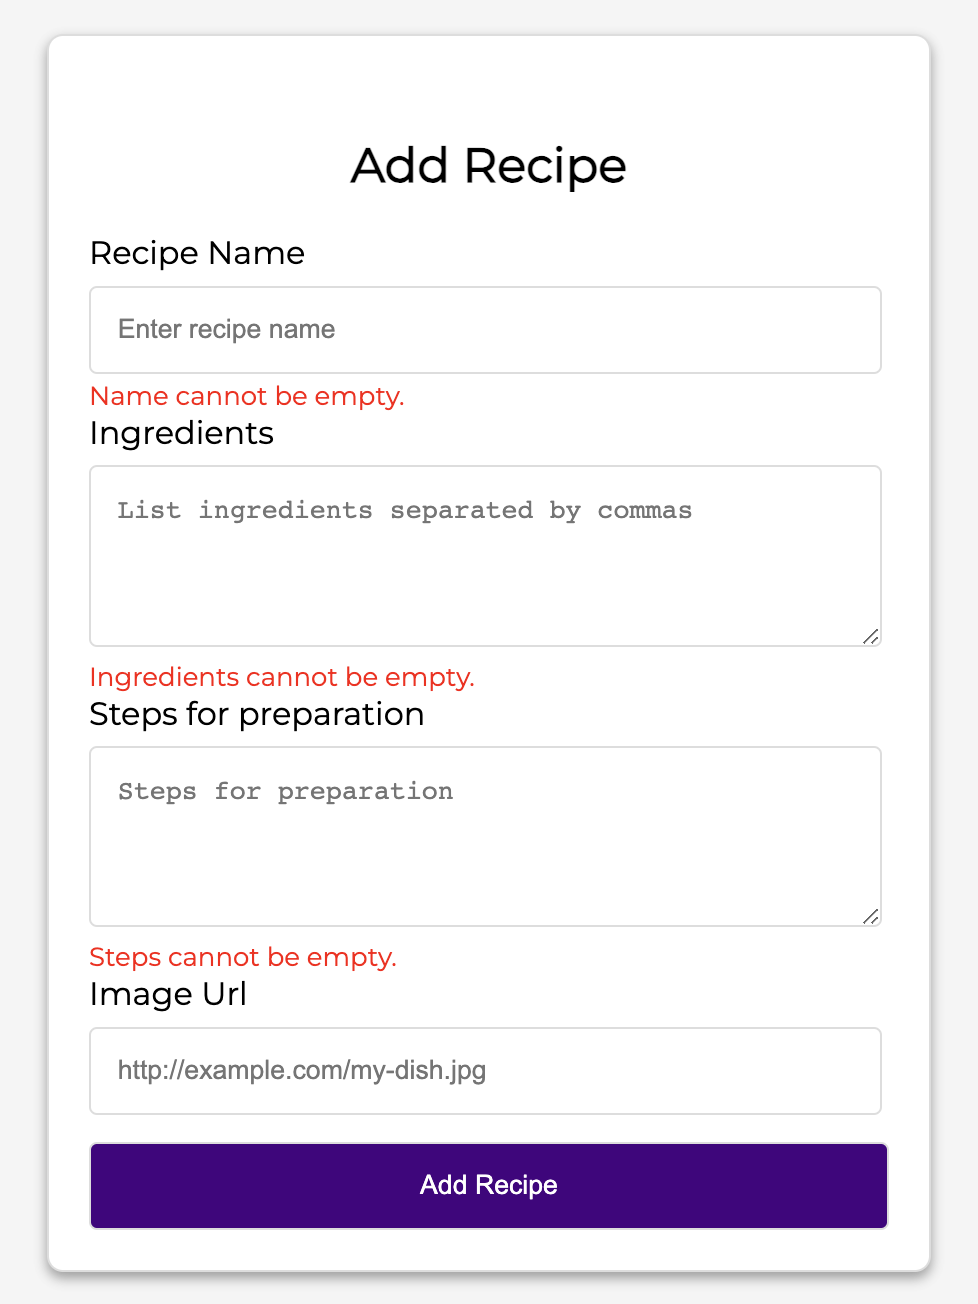 Add Recipe
Recipe Name
Enter recipe name
Name cannot be empty.
Ingredients
List ingredients separated by commas
Ingredients cannot be empty.
Steps for preparation
Steps for preparation
Steps cannot be empty.
Image Url
http://example.com/my-dish.jpg
Add Recipe